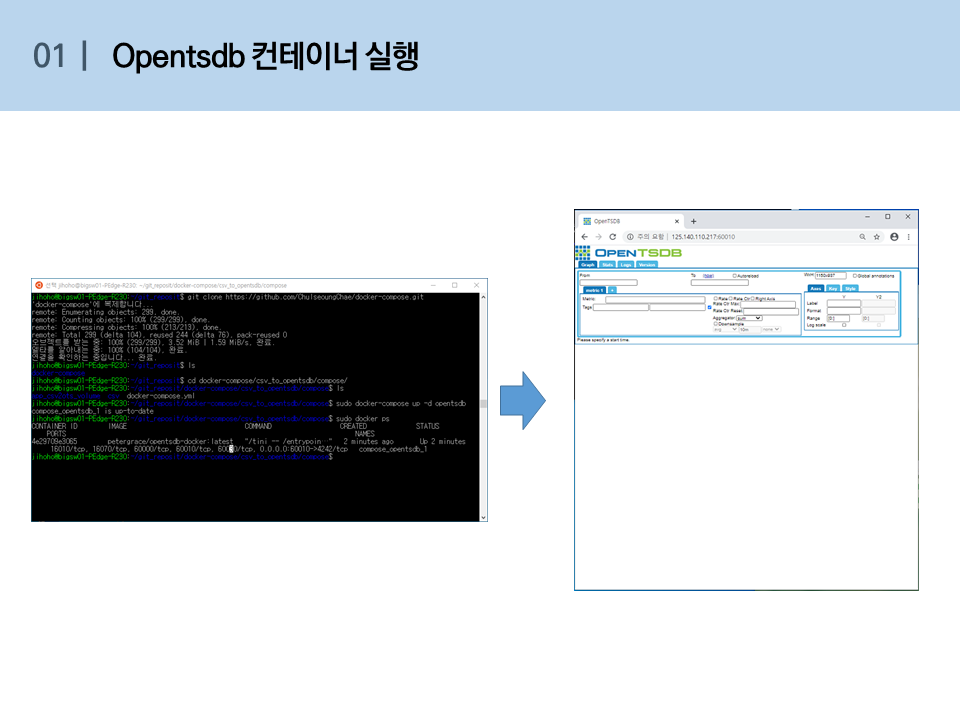 01 | Opentsdb 컨테이너 실행
선택 jihoho@bigsw01-PEdge-R230: ~/git_reposit/docker-compose/csv_to_opentsdb/compose
jihoho@bigsw01-PEdge-R230:~/git_reposit$ git clone https://github.com/ChulseoungChae/docker-compose.git
'docker-compose'에 복제합니다...
remote: Enumerating objects: 299, done.
remote: Counting objects: 100% (299/299), done.
remote: Compressing objects: 100% (213/213), done.
remote: Total 299 (delta 104), reused 244 (delta 76), pack-reused 0
오브젝트를 받는 중: 100% (299/299), 3.52 MiB | 1.59 MiB/s, 완료.
델타를 알아내는 중: 100% (104/104), 완료.
연결을 확인하는 중입니다... 완료.
jihoho@bigsw01-PEdge-R230:~/git_reposit$ ls
docker-compose
jihoho@bigsw01-PEdge-R230:~/git_reposit$ cd docker-compose/csv_to_opentsdb/compose/
jihoho@bigsw01-PEdge-R230:~/git_reposit/docker-compose/csv_to_opentsdb/compose$ ls
docker-compose.yml
jihoho@bigsw01-PEdge-R230:~/git_reposit/docker-compose/csv_to_opentsdb/compose$ sudo docker-compose up -d opentsdb
compose_opentsdb_1 is up-to-date
jihoho@bigsw01-PEdge-R230:~/git_reposit/docker-compose/csv_to_opentsdb/compose$ sudo docker ps
CONTAINER ID IMAGE COMMAND CREATED STATUS
PORTS NAMES
4e29709e3065 petergrace/opentsdb-docker:latest "/tini -- /entrypoin…" 2 minutes ago Up 2 minutes
16010/tcp, 16070/tcp, 60000/tcp, 60010/tcp, 60030/tcp, 0.0.0.0:60010->4242/tcp compose_opentsdb_1
jihoho@bigsw01-PEdge-R230:~/git_reposit/docker-compose/csv_to_opentsdb/compose$
OpenTSDB
주의 요함 | 125.140.110.217:60010
OPENTSDB
Graph Stats Logs Version
From To (now) Autoreload WxH: Global annotations
metric 1 +
Metric: Rate Rate Ctr Right Axis
Rate Ctr Max:
Tags
Rate Ctr Reset:
Aggregator: sum
Downsample
avg 10m none
Axes Key Style
Y Y2
Label
Format
Range [0:] [0:]
Log scale
Please specify a start time.